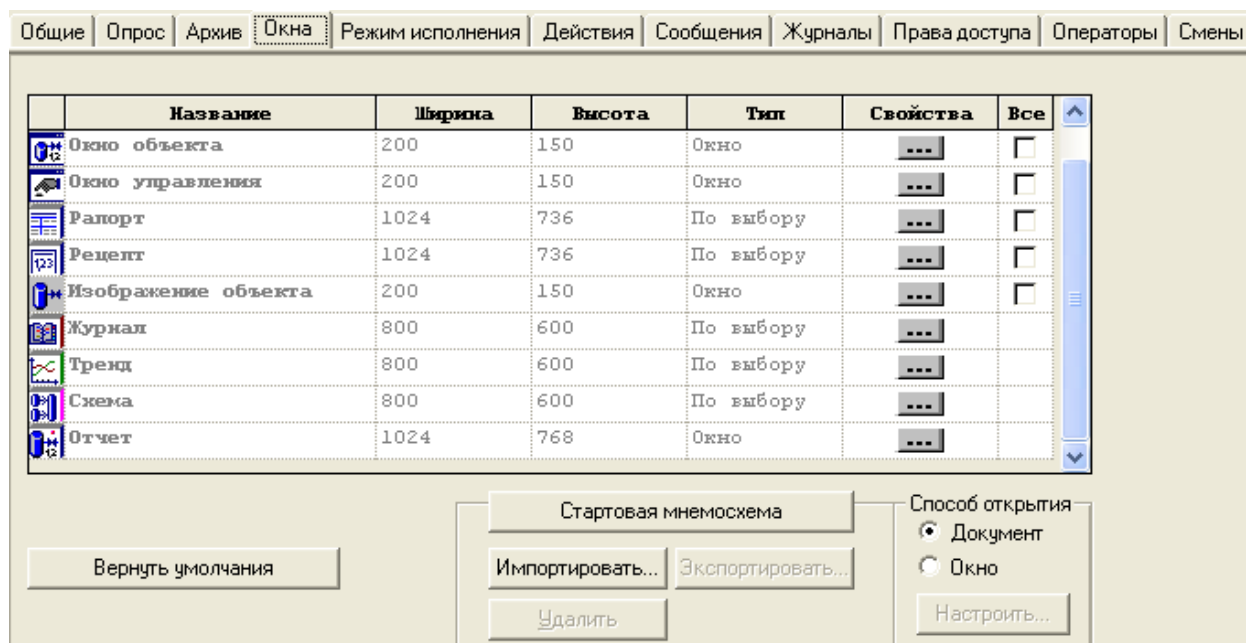 Общие Опрос Архив Окна Режим исполнения Действия Сообщения Журналы Права доступа Операторы Смены
Название Ширина Высота Тип Свойства Все
Окно объекта 200 150 Окно ...
Окно управления 200 150 Окно ...
Рапорт 1024 736 По выбору ...
Рецепт 1024 736 По выбору ...
Изображение объекта 200 150 Окно ...
Журнал 800 600 По выбору ...
Тренд 800 600 По выбору ...
Схема 800 600 По выбору ...
Отчет 1024 768 Окно ...
Стартовая мнемосхема Способ открытия
Документ
Вернуть умолчания Импортировать... Экспортировать... Окно
Удалить Настроить...